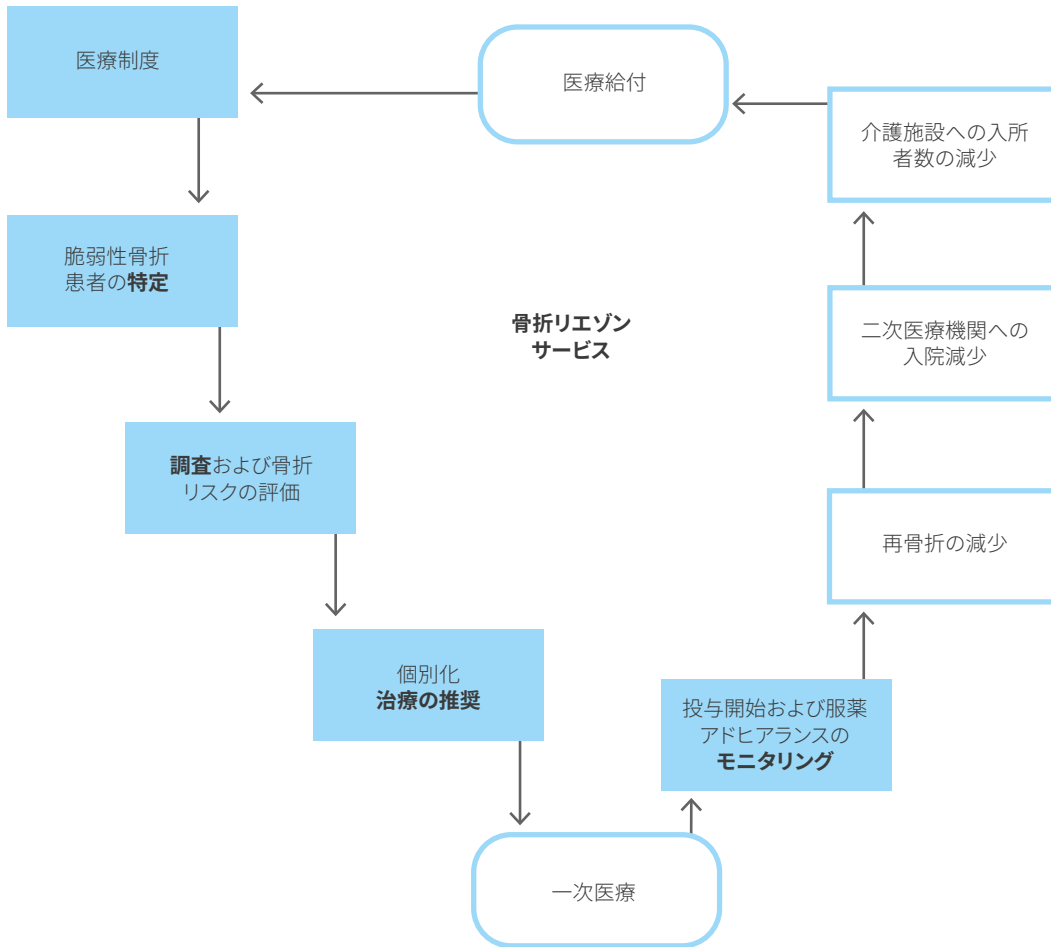 医療制度
医療給付
介護施設への入所
者数の減少
脆弱性骨折
患者の特定
骨折リエゾン
サービス
二次医療機関への
入院減少
調査および骨折
リスクの評価
再骨折の減少
個別化
治療の推奨
投与開始および服薬
アドヒアランスの
モニタリング
一次医療